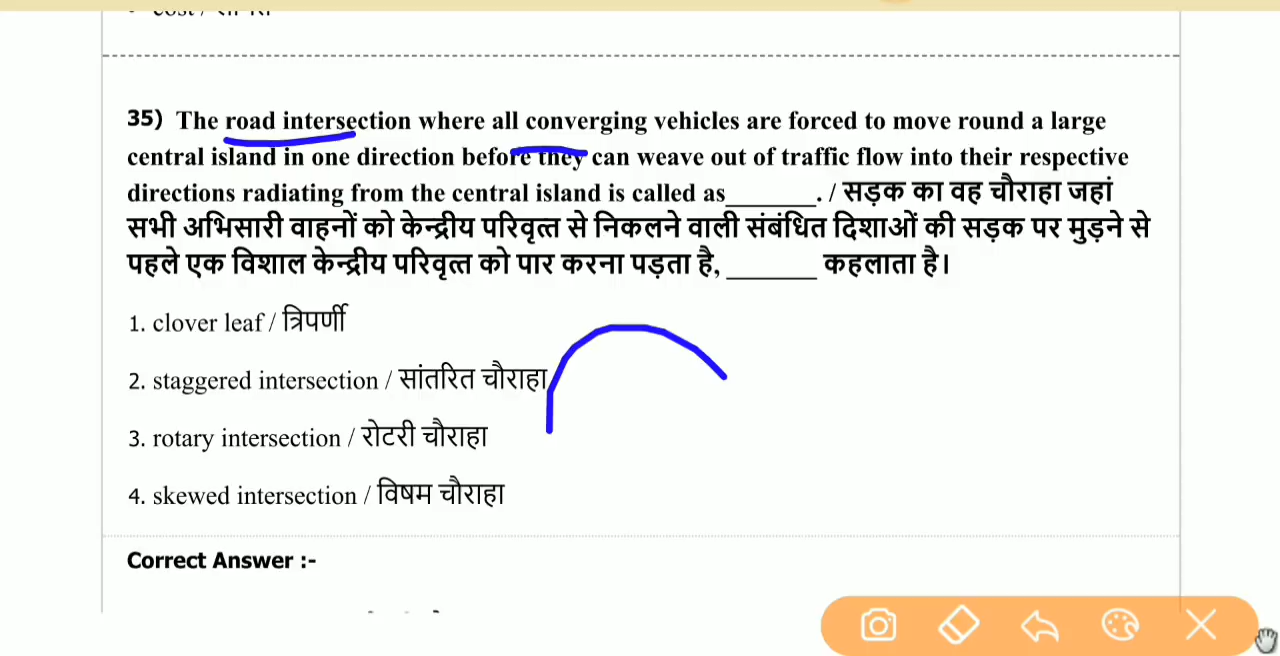 35) The road intersection where all converging vehicles are forced to move round a large
central island in one direction before they can weave out of traffic flow into their respective
directions radiating from the central island is called as_______. / सड़क का वह चौराहा जहां
सभी अभिसारी वाहनों को केन्द्रीय परिवृत्त से निकलने वाली संबंधित दिशाओं की सड़क पर मुड़ने से
पहले एक विशाल केन्द्रीय परिवृत्त को पार करना पड़ता है, _______ कहलाता है।
1. clover leaf / त्रिपर्णी
2. staggered intersection / सांतरित चौराहा
3. rotary intersection / रोटरी चौराहा
4. skewed intersection / विषम चौराहा
Correct Answer :-